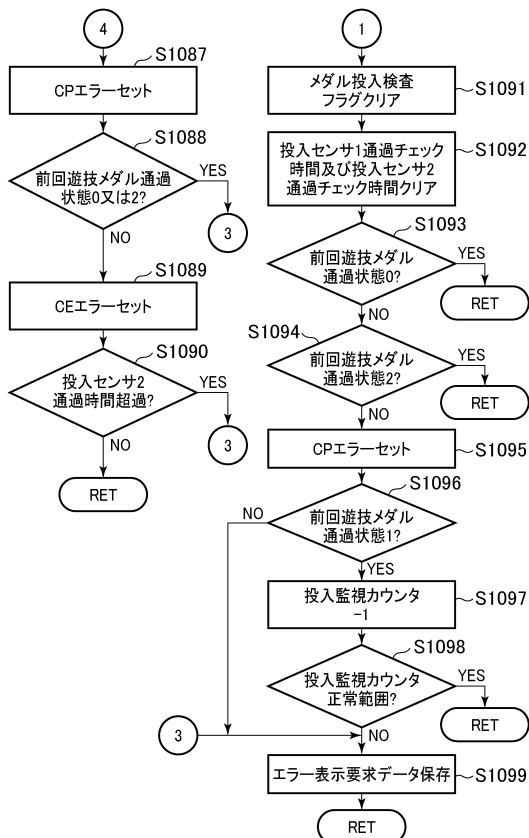 4
S1087
CPエラーセット
S1088
前回遊技メダル通過
状態0又は2?
YES
3
NO
S1089
CEエラーセット
S1090
投入センサ2
通過時間超過?
YES
3
NO
RET
1
メダル投入検査
フラグクリア
S1091
投入センサ1通過チェック
時間及び投入センサ2
通過チェック時間クリア
S1092
S1093
前回遊技メダル
通過状態0?
YES
RET
NO
S1094
前回遊技メダル
通過状態2?
YES
RET
NO
CPエラーセット
S1095
S1096
前回遊技メダル
通過状態1?
NO
YES
投入監視カウンタ
-1
S1097
S1098
投入監視カウンタ
正常範囲?
YES
RET
3
NO
エラー表示要求データ保存
S1099
RET